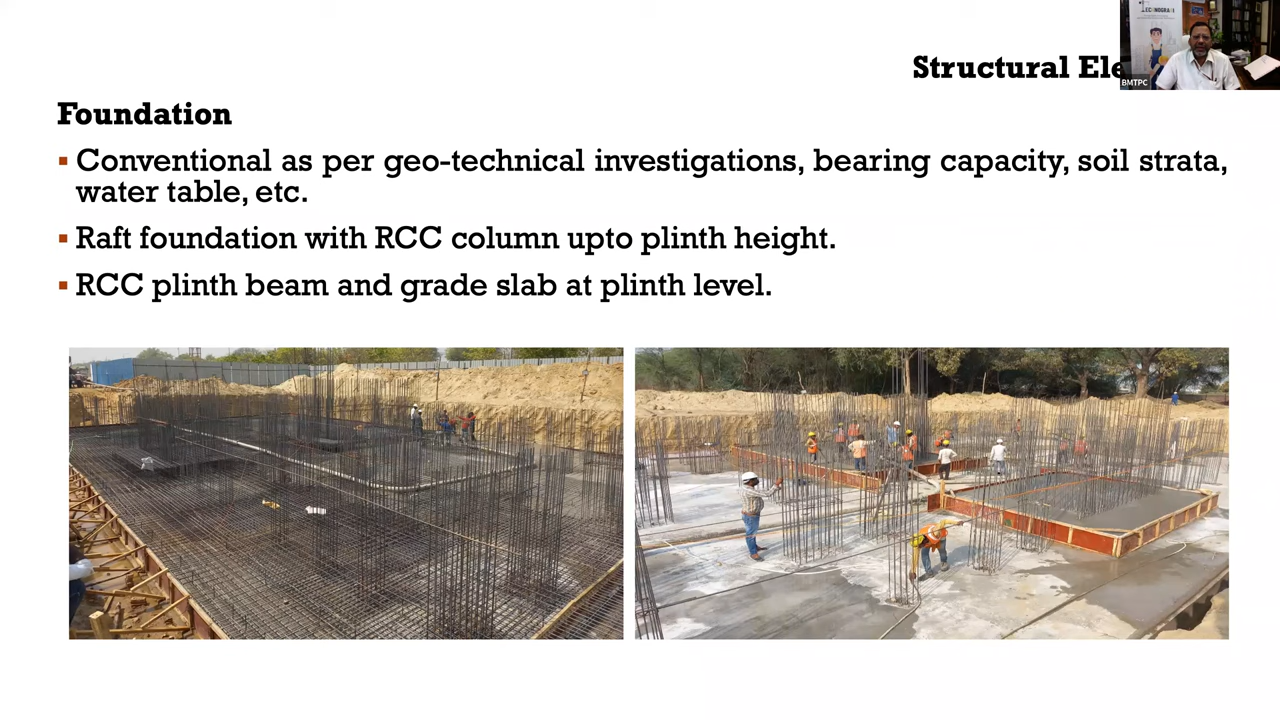 Structural
Foundation
▪ Conventional as per geo-technical investigations, bearing capacity, soil strata,
water table, etc.
▪ Raft foundation with RCC column upto plinth height.
▪ RCC plinth beam and grade slab at plinth level.
BMTPC